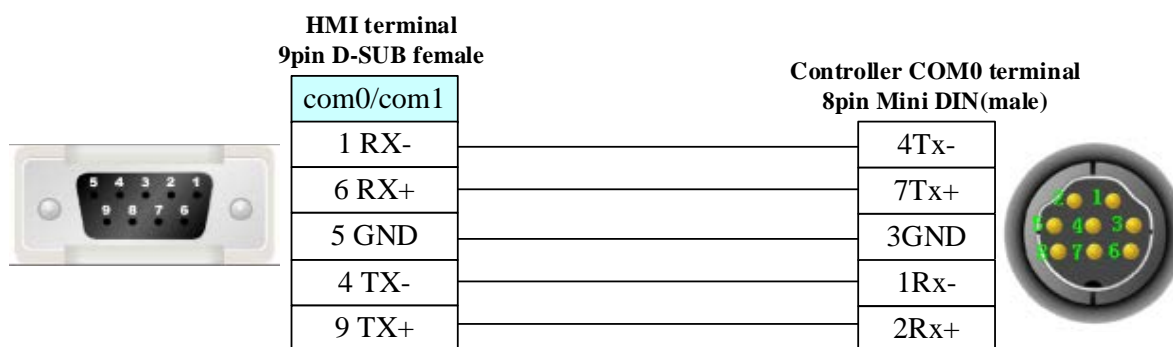 HMI terminal
9pin D-SUB female
Controller COM0 terminal
8pin Mini DIN(male)
com0/com1
1 RX-
4Tx-
6 RX+
7Tx+
5 GND
3GND
4 TX-
1Rx-
9 TX+
2Rx+
5 4 3 2 1
9 8 7 6
2 1
5 4 3
8 7 6